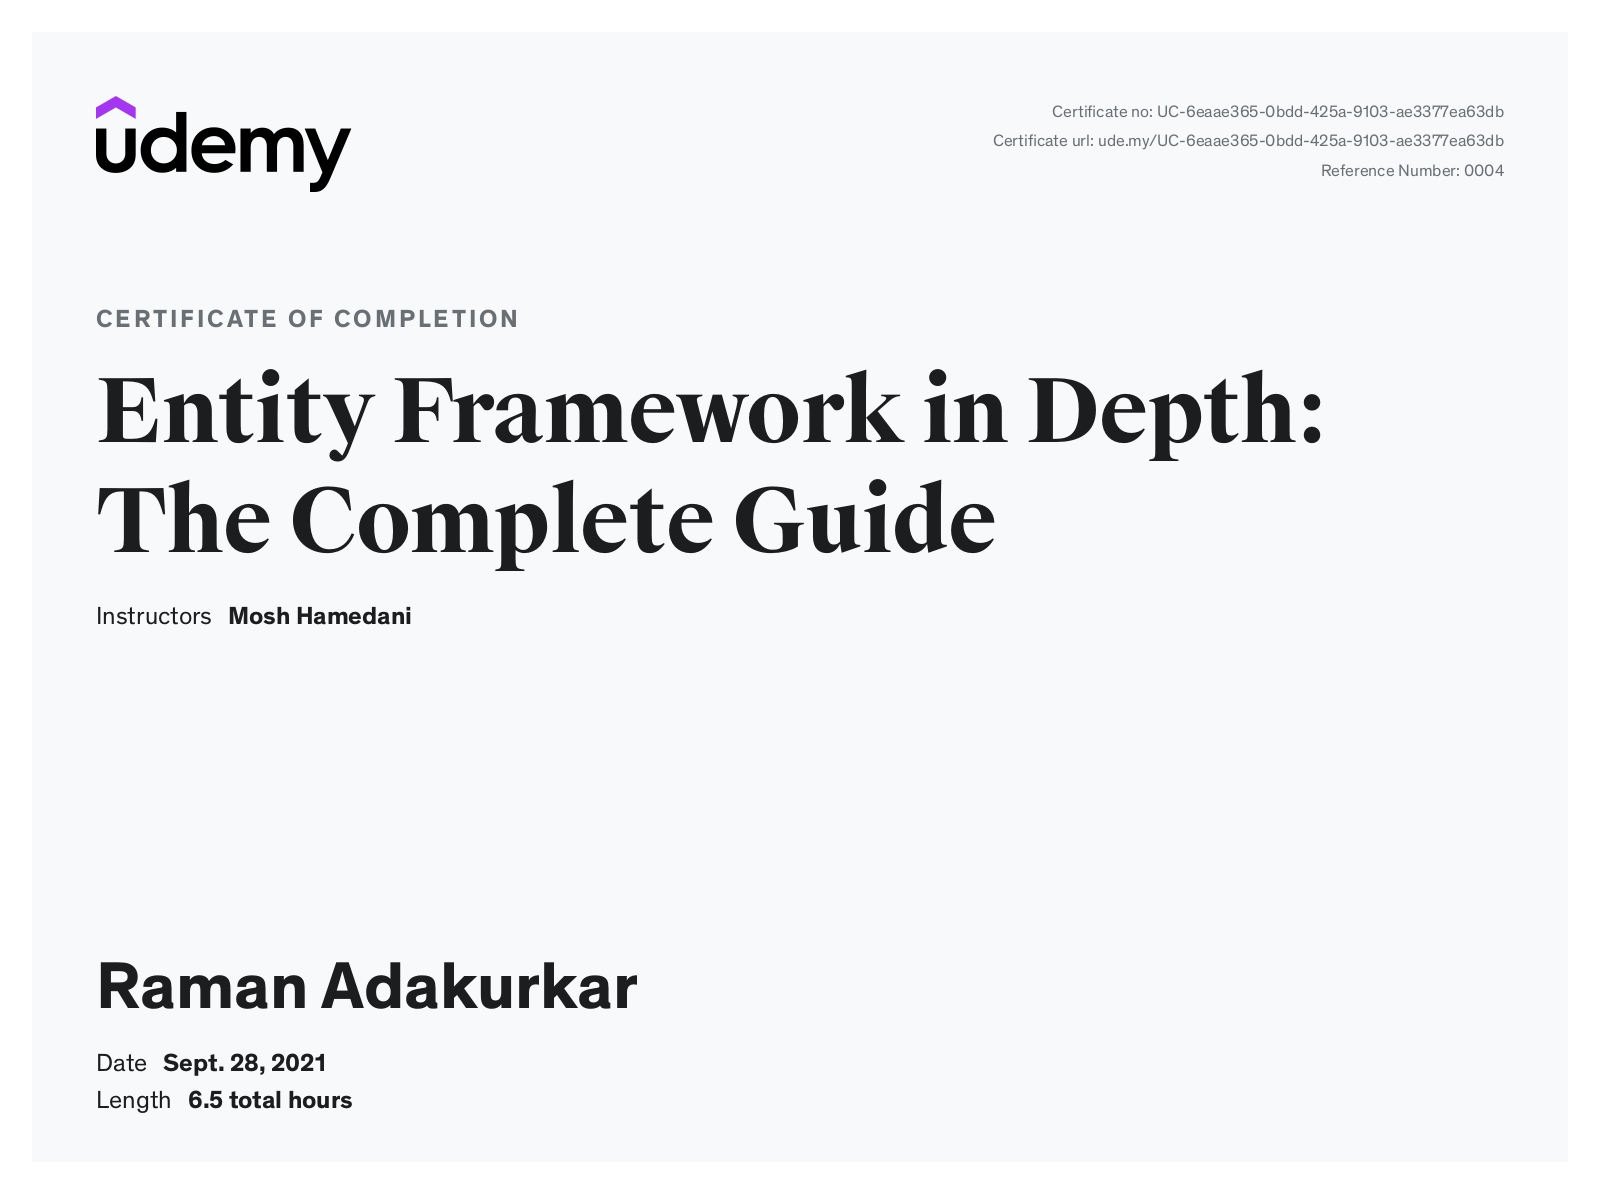 udemy
Certificate no: UC-6eaae365-0bdd-425a-9103-ae3377ea63db
Certificate url: ude.my/UC-6eaae365-0bdd-425a-9103-ae3377ea63db
Reference Number: 0004
CERTIFICATE OF COMPLETION
Entity Framework in Depth:
The Complete Guide
Instructors Mosh Hamedani
Raman Adakurkar
Date Sept. 28, 2021
Length 6.5 total hours